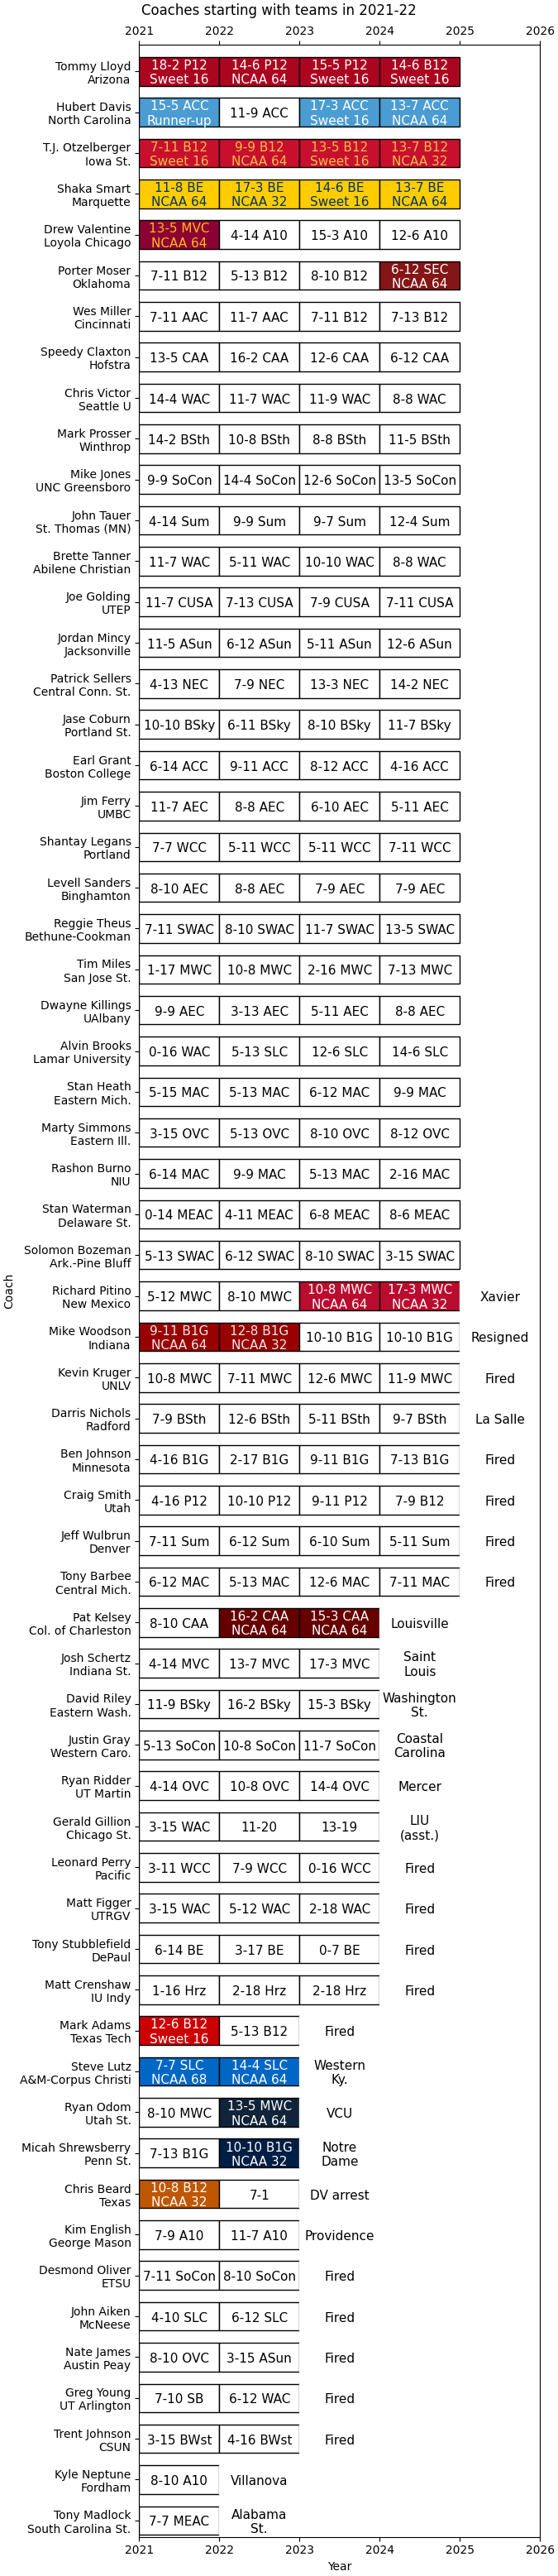 Coaches starting with teams in 2021-22
2021 2022 2023 2024 2025 2026
Tommy Lloyd 18-2 P12 14-6 P12 15-5 P12 14-6 B12
Arizona Sweet 16 NCAA 64 Sweet 16 Sweet 16
Hubert Davis 15-5 ACC 11-9 ACC 17-3 ACC 13-7 ACC
North Carolina Runner-up Sweet 16 NCAA 64
T.J. Otzelberger 7-11 B12 9-9 B12 13-5 B12 13-7 B12
Iowa St. Sweet 16 NCAA 64 Sweet 16 NCAA 32
Shaka Smart 11-8 BE 17-3 BE 14-6 BE 13-7 BE
Marquette NCAA 64 NCAA 32 Sweet 16 NCAA 64
Drew Valentine 13-5 MVC 4-14 A10 15-3 A10 12-6 A10
Loyola Chicago NCAA 64
Porter Moser 7-11 B12 5-13 B12 8-10 B12 6-12 SEC
Oklahoma NCAA 64
Wes Miller 7-11 AAC 11-7 AAC 7-11 B12 7-13 B12
Cincinnati
Speedy Claxton 13-5 CAA 16-2 CAA 12-6 CAA 6-12 CAA
Hofstra
Chris Victor 14-4 WAC 11-7 WAC 11-9 WAC 8-8 WAC
Seattle U
Mark Prosser 14-2 BSth 10-8 BSth 8-8 BSth 11-5 BSth
Winthrop
Mike Jones 9-9 SoCon 14-4 SoCon 12-6 SoCon 13-5 SoCon
UNC Greensboro
John Tauer 4-14 Sum 9-9 Sum 9-7 Sum 12-4 Sum
St. Thomas (MN)
Brette Tanner 11-7 WAC 5-11 WAC 10-10 WAC 8-8 WAC
Abilene Christian
Joe Golding 11-7 CUSA 7-13 CUSA 7-9 CUSA 7-11 CUSA
UTEP
Jordan Mincy 11-5 ASun 6-12 ASun 5-11 ASun 12-6 ASun
Jacksonville
Patrick Sellers 4-13 NEC 7-9 NEC 13-3 NEC 14-2 NEC
Central Conn. St.
Jase Coburn 10-10 BSky 6-11 BSky 8-10 BSky 11-7 BSky
Portland St.
Earl Grant 6-14 ACC 9-11 ACC 8-12 ACC 4-16 ACC
Boston College
Jim Ferry 11-7 AEC 8-8 AEC 6-10 AEC 5-11 AEC
UMBC
Shantay Legans 7-7 WCC 5-11 WCC 5-11 WCC 7-11 WCC
Portland
Levell Sanders 8-10 AEC 8-8 AEC 7-9 AEC 7-9 AEC
Binghamton
Reggie Theus 7-11 SWAC 8-10 SWAC 11-7 SWAC 13-5 SWAC
Bethune-Cookman
Tim Miles 1-17 MWC 10-8 MWC 2-16 MWC 7-13 MWC
San Jose St.
Dwayne Killings 9-9 AEC 3-13 AEC 5-11 AEC 8-8 AEC
UAlbany
Alvin Brooks 0-16 WAC 5-13 SLC 12-6 SLC 14-6 SLC
Lamar University
Stan Heath 5-15 MAC 5-13 MAC 6-12 MAC 9-9 MAC
Eastern Mich.
Marty Simmons 3-15 OVC 5-13 OVC 8-10 OVC 8-12 OVC
Eastern Ill.
Rashon Burno 6-14 MAC 9-9 MAC 5-13 MAC 2-16 MAC
NIU
Stan Waterman 0-14 MEAC 4-11 MEAC 6-8 MEAC 8-6 MEAC
Delaware St.
Solomon Bozeman 5-13 SWAC 6-12 SWAC 8-10 SWAC 3-15 SWAC
Ark.-Pine Bluff
Coach
Richard Pitino 5-12 MWC 8-10 MWC 10-8 MWC 17-3 MWC Xavier
New Mexico NCAA 64 NCAA 32
Mike Woodson 9-11 B1G 12-8 B1G 10-10 B1G 10-10 B1G Resigned
Indiana NCAA 64 NCAA 32
Kevin Kruger 10-8 MWC 7-11 MWC 12-6 MWC 11-9 MWC Fired
UNLV
Darris Nichols 7-9 BSth 12-6 BSth 5-11 BSth 9-7 BSth La Salle
Radford
Ben Johnson 4-16 B1G 2-17 B1G 9-11 B1G 7-13 B1G Fired
Minnesota
Craig Smith 4-16 P12 10-10 P12 9-11 P12 7-9 B12 Fired
Utah
Jeff Wulbrun 7-11 Sum 6-12 Sum 6-10 Sum 5-11 Sum Fired
Denver
Tony Barbee 6-12 MAC 5-13 MAC 12-6 MAC 7-11 MAC Fired
Central Mich.
Pat Kelsey 8-10 CAA 16-2 CAA 15-3 CAA Louisville
Col. of Charleston NCAA 64 NCAA 64
Josh Schertz 4-14 MVC 13-7 MVC 17-3 MVC Saint
Indiana St. Louis
David Riley 11-9 BSky 16-2 BSky 15-3 BSky Washington
Eastern Wash. St.
Justin Gray 5-13 SoCon 10-8 SoCon 11-7 SoCon Coastal
Western Caro. Carolina
Ryan Ridder 4-14 OVC 10-8 OVC 14-4 OVC Mercer
UT Martin
Gerald Gillion 3-15 WAC 11-20 13-19 LIU
Chicago St. (asst.)
Leonard Perry 3-11 WCC 7-9 WCC 0-16 WCC Fired
Pacific
Matt Figger 3-15 WAC 5-12 WAC 2-18 WAC Fired
UTRGV
Tony Stubblefield 6-14 BE 3-17 BE 0-7 BE Fired
DePaul
Matt Crenshaw 1-16 Hrz 2-18 Hrz 2-18 Hrz Fired
IU Indy
Mark Adams 12-6 B12 5-13 B12 Fired
Texas Tech Sweet 16
Steve Lutz 7-7 SLC 14-4 SLC Western
A&M-Corpus Christi NCAA 68 NCAA 64 Ky.
Ryan Odom 8-10 MWC 13-5 MWC VCU
Utah St. NCAA 64
Micah Shrewsberry 7-13 B1G 10-10 B1G Notre
Penn St. NCAA 32 Dame
Chris Beard 10-8 B12 7-1 DV arrest
Texas NCAA 32
Kim English 7-9 A10 11-7 A10 Providence
George Mason
Desmond Oliver 7-11 SoCon 8-10 SoCon Fired
ETSU
John Aiken 4-10 SLC 6-12 SLC Fired
McNeese
Nate James 8-10 OVC 3-15 ASun Fired
Austin Peay
Greg Young 7-10 SB 6-12 WAC Fired
UT Arlington
Trent Johnson 3-15 BWst 4-16 BWst Fired
CSUN
Kyle Neptune 8-10 A10 Villanova
Fordham
Tony Madlock 7-7 MEAC Alabama
South Carolina St. St.
2021 2022 2023 2024 2025 2026
Year